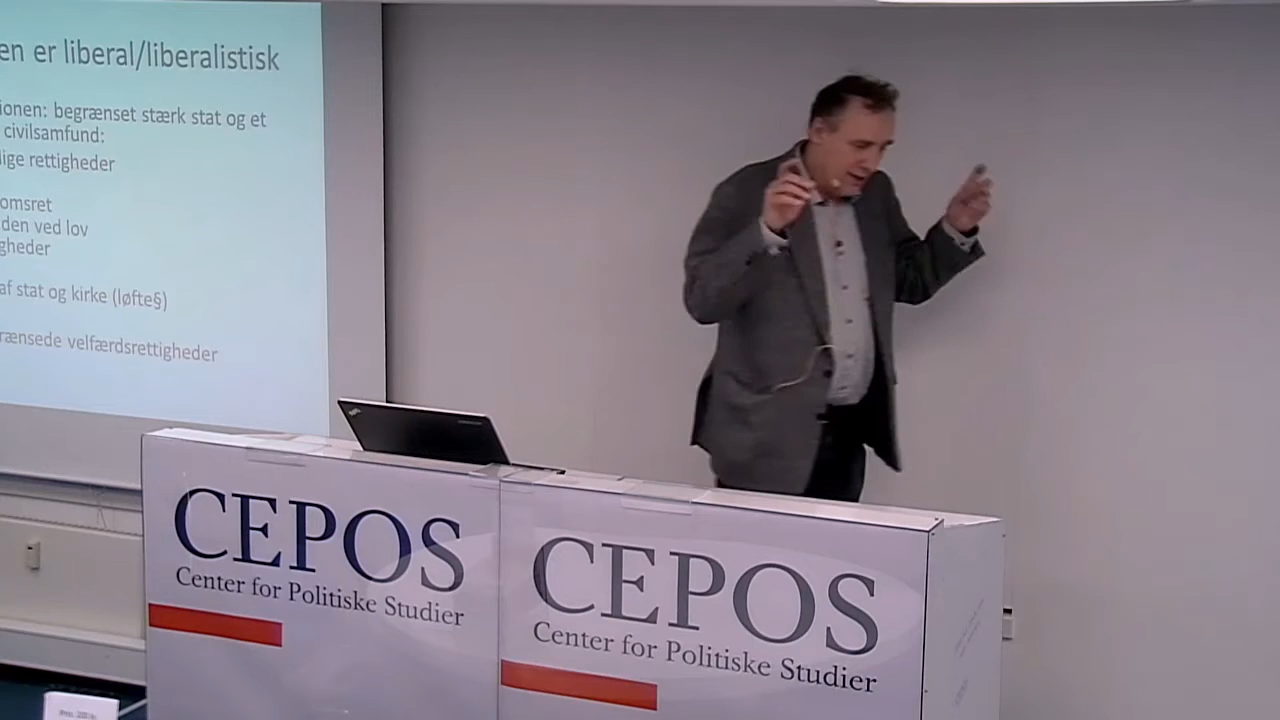 en er liberal/liberalistisk
ionen: begrænset stærk stat og et
civilsamfund:
lige rettigheder
omsret
den ved lov
gheder
af stat og kirke (løfte§)
rænsede velfærdsrettigheder
CEPOS
Center for Politiske Studier
CEPOS
Center for Politiske Studier